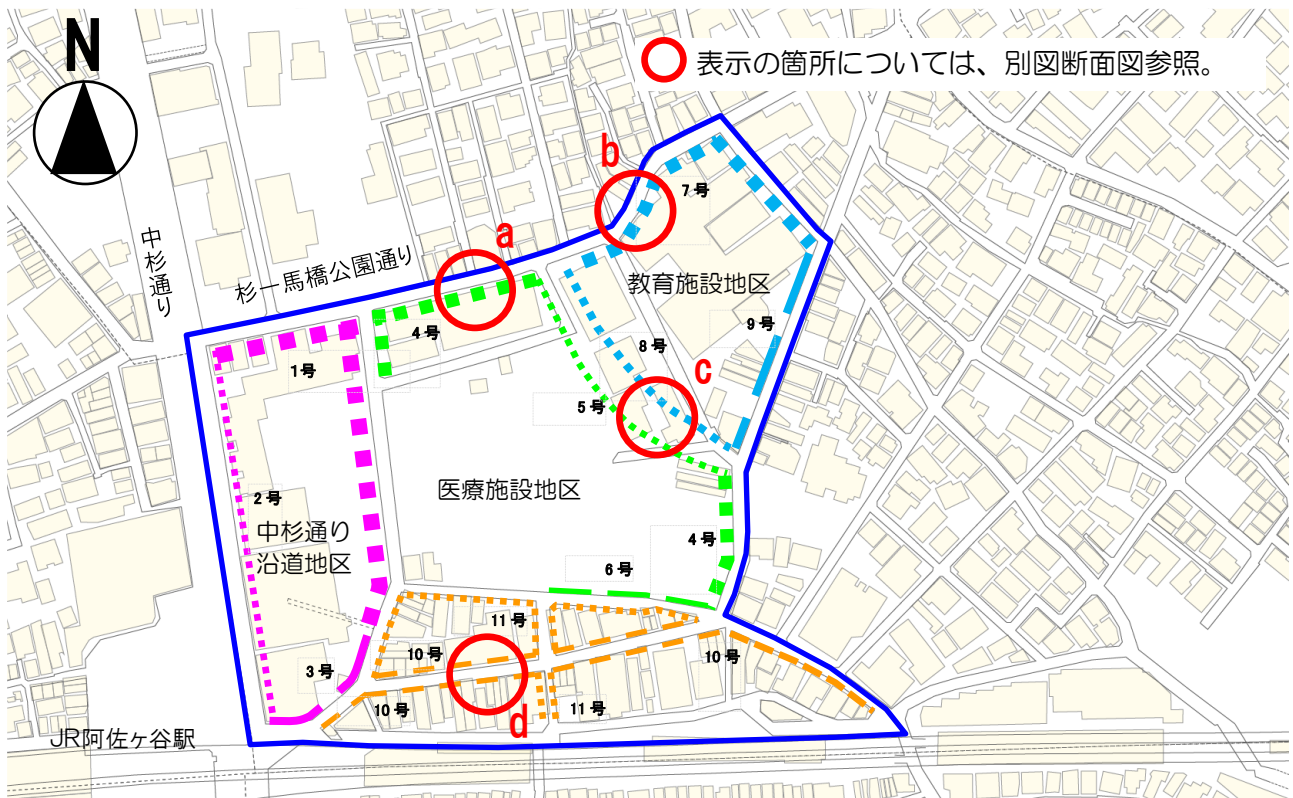 N
表示の箇所については、別図断面図参照。
b
7号
a
中杉通り
杉一馬橋公園通り
教育施設地区
4号
9号
8号
1号
c
5号
医療施設地区
2号
中杉通り
沿道地区
4号
6号
11号
10号
10号
3号
10号
11号
d
JR阿佐ヶ谷駅